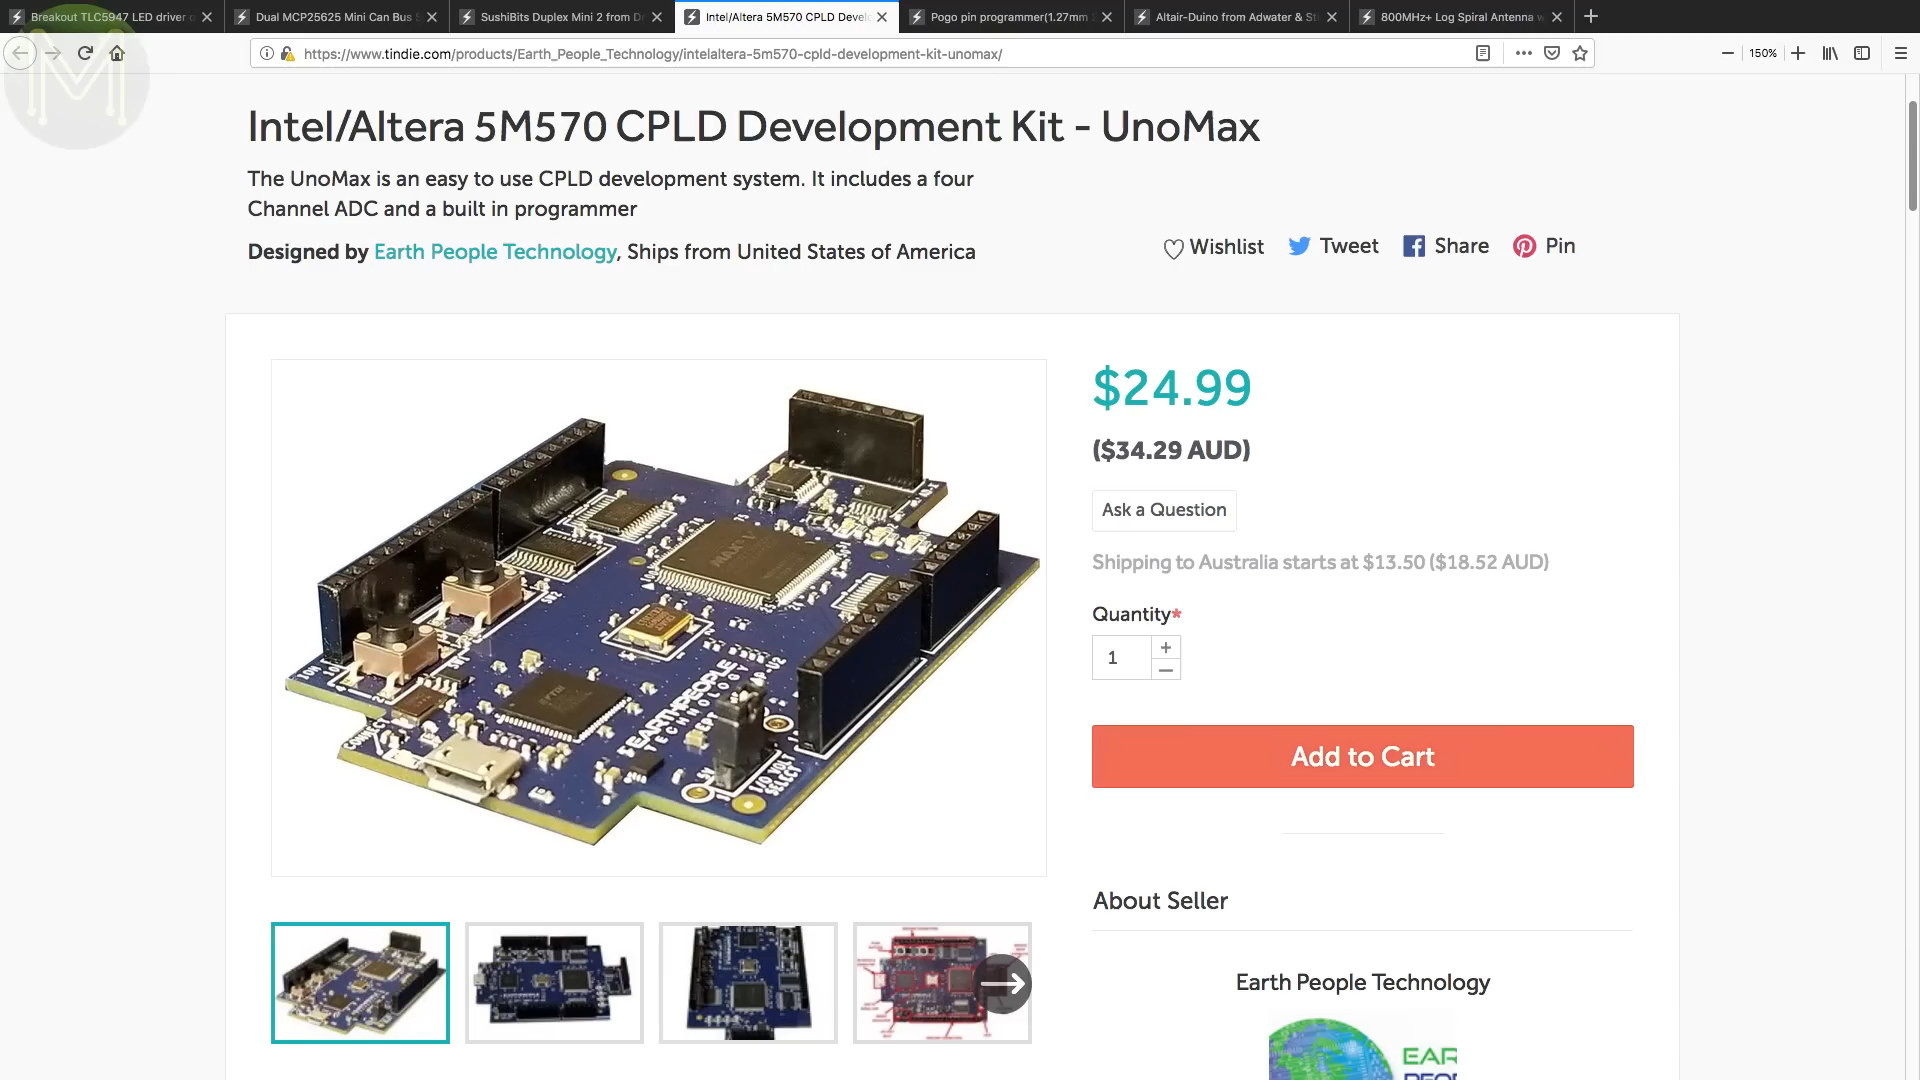 Breakout TLC5947 LED driver o
Dual MCP25625 Mini Can Bus S
SushiBits Duplex Mini 2 from D
Intel/Altera 5M570 CPLD Devel
Pogo pin programmer(1.27mm
Altair-Duino from Adwater & St
800MHz+ Log Spiral Antenna w
https://www.tindie.com/products/Earth_People_Technology/intelaltera-5m570-cpld-development-kit-unomax/
150%
M
Intel/Altera 5M570 CPLD Development Kit - UnoMax
The UnoMax is an easy to use CPLD development system. It includes a four
Channel ADC and a built in programmer
Designed by Earth People Technology, Ships from United States of America
Wishlist
Tweet
Share
Pin
$24.99
($34.29 AUD)
Ask a Question
Shipping to Australia starts at $13.50 ($18.52 AUD)
Quantity*
1
Add to Cart
MAX V
FTDI
EARTH PEOPLE
TECHNOLOGY
I/O VOLT
SELECT
About Seller
Earth People Technology
EAR
PEOPL